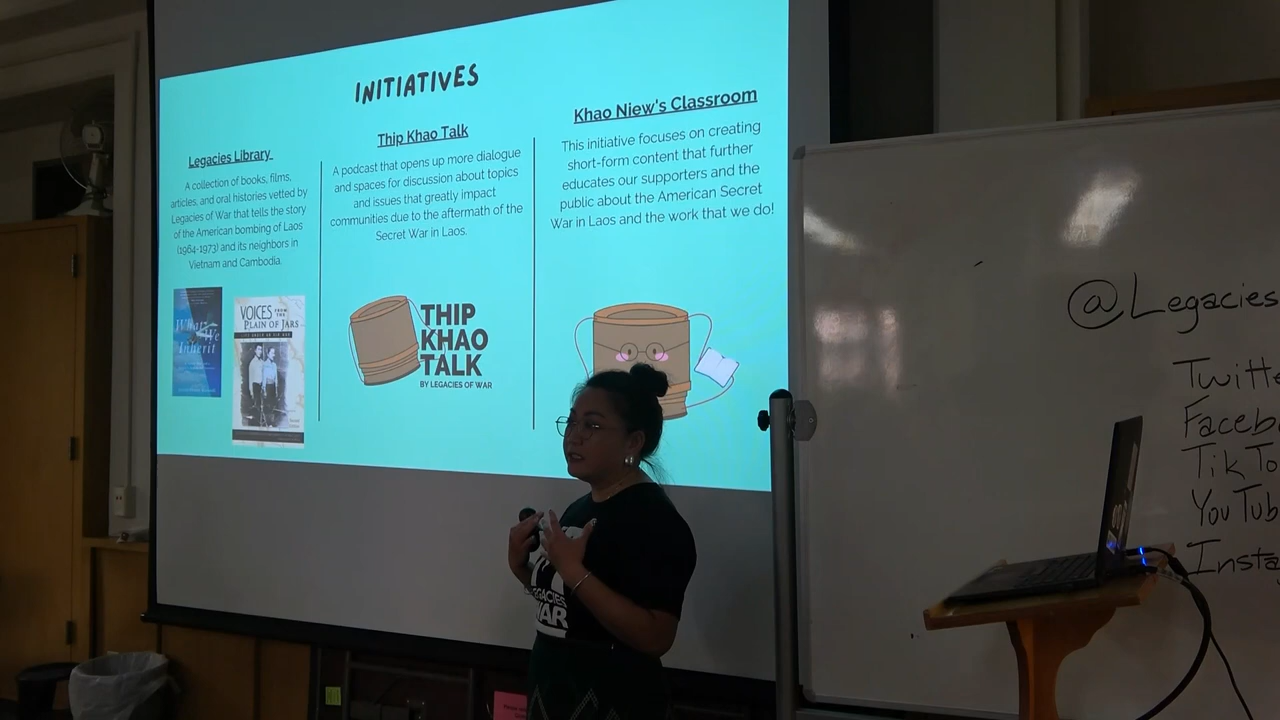 INITIATIVES
Legacies Library
A collection of books, films,
articles, and oral histories vetted by
Legacies of War that tells the story
of the American bombing of Laos
(1964-1973) and its neighbors in
Vietnam and Cambodia.
What We
Inherit
VOICES FROM THE
PLAIN OF JARS
Thip Khao Talk
A podcast that opens up more dialogue
and spaces for discussion about topics
and issues that greatly impact
communities due to the aftermath of the
Secret War in Laos.
THIP
KHAO
TALK
BY LEGACIES OF WAR
Khao Niew's Classroom
This initiative focuses on creating
short-form content that further
educates our supporters and the
public about the American Secret
War in Laos and the work that we do!
LEGACIES
WAR
@Legacies
Twitte
Faceb
TikTo
YouTub
Insta